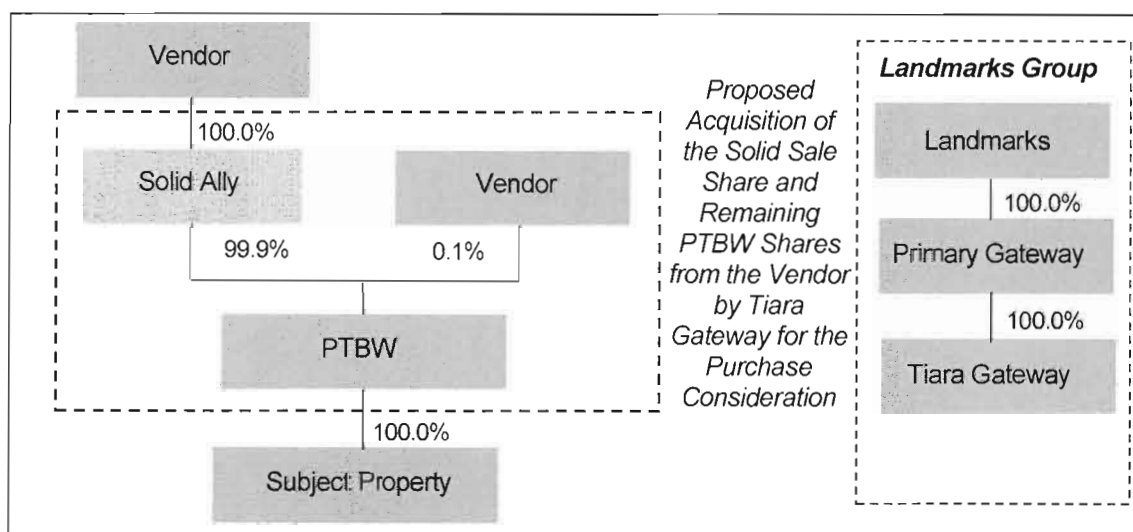 Vendor
100.0%
Solid Ally
Vendor
99.9%
0.1%
PTBW
100.0%
Subject Property
Proposed
Acquisition of
the Solid Sale
Share and
Remaining
PTBW Shares
from the Vendor
by Tiara
Gateway for the
Purchase
Consideration
Landmarks Group
Landmarks
100.0%
Primary Gateway
100.0%
Tiara Gateway